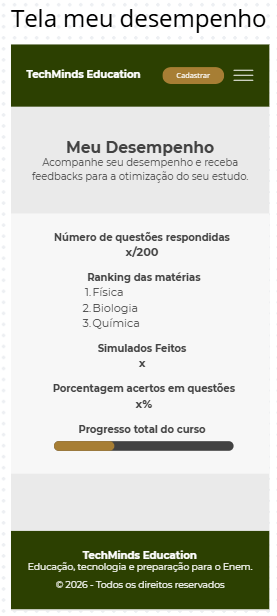 Tela meu desempenho
TechMinds Education
Cadastrar
Meu Desempenho
Acompanhe seu desempenho e receba
feedbacks para a otimização do seu estudo.
Número de questões respondidas
x/200
Ranking das matérias
1. Física
2. Biologia
3. Química
Simulados Feitos
x
Porcentagem acertos em questões
x%
Progresso total do curso
TechMinds Education
Educação, tecnologia e preparação para o Enem.
© 2026 - Todos os direitos reservados